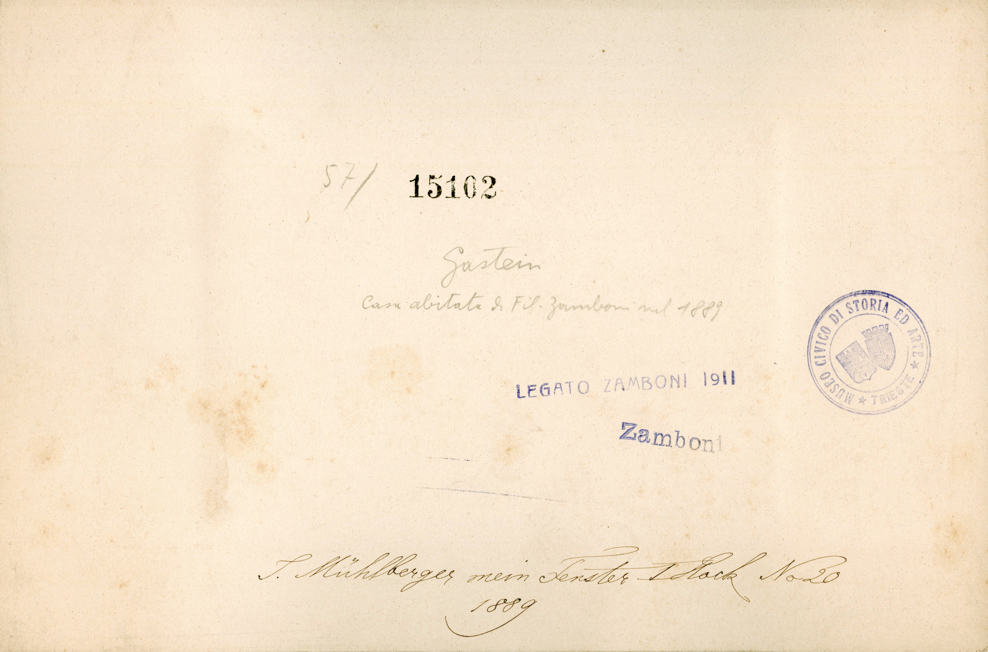 57/
15102
Gastein
Casa abitata da Fil. Zamboni nel 1889
MUSEO CIVICO DI STORIA ED ARTE ★ TRIESTE ★
LEGATO ZAMBONI 1911
Zamboni
Mühlberger mein Fenster 1 Stock No 20
1889